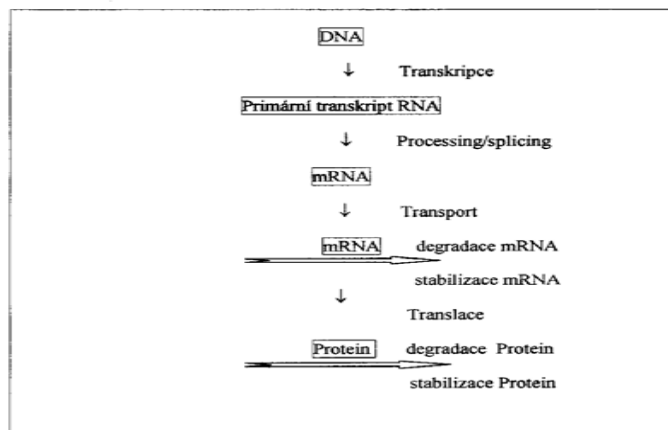 DNA
↓ Transkripce
Primární transkript RNA
↓ Processing/splicing
mRNA
↓ Transport
mRNA degradace mRNA
stabilizace mRNA
↓ Translace
Protein degradace Protein
stabilizace Protein